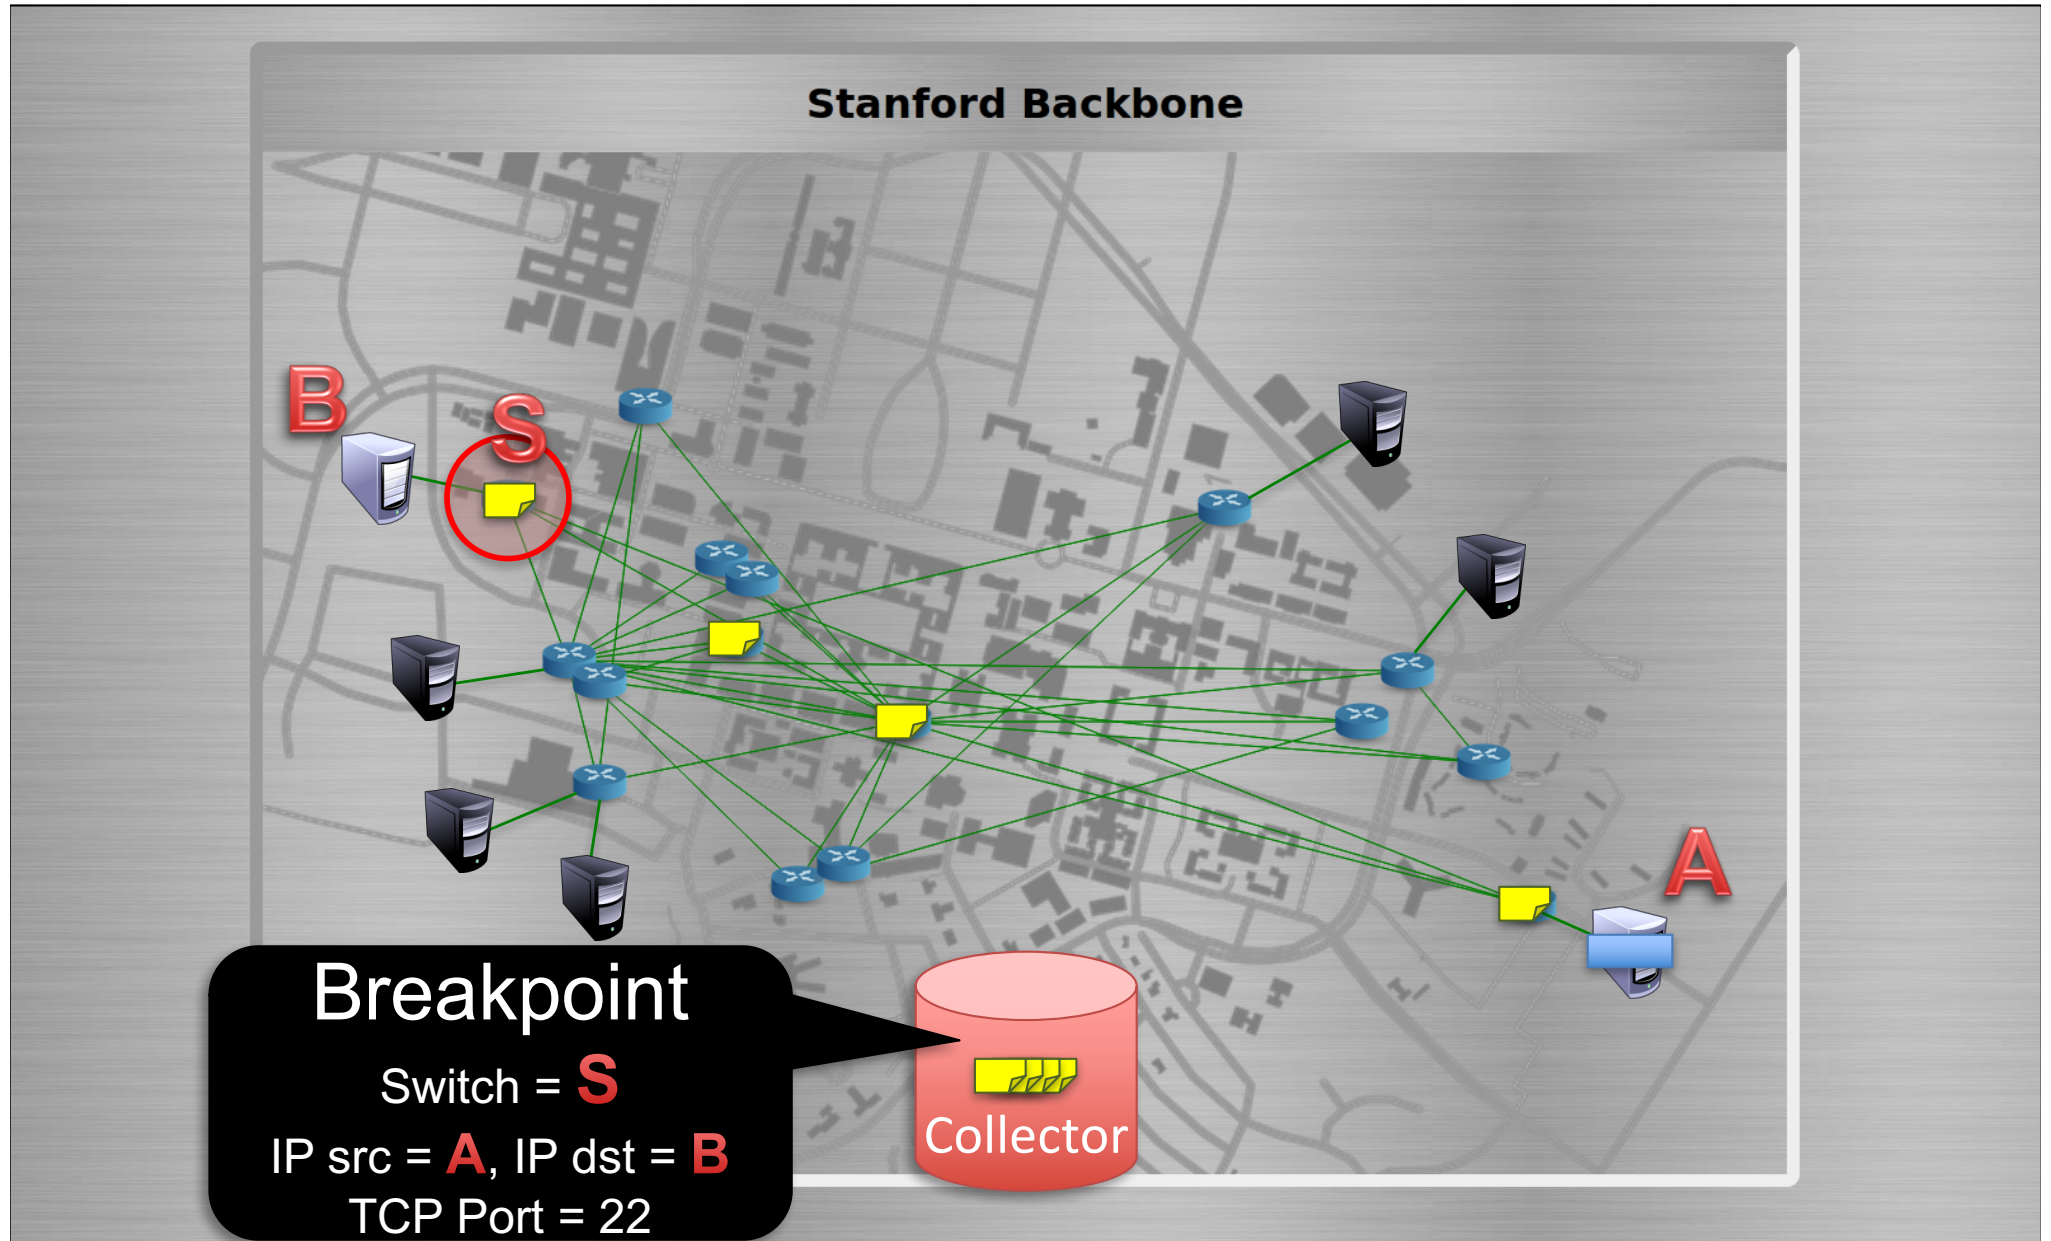 Stanford Backbone
B
S
A
Breakpoint
Switch = S
IP src = A, IP dst = B
TCP Port = 22
Collector